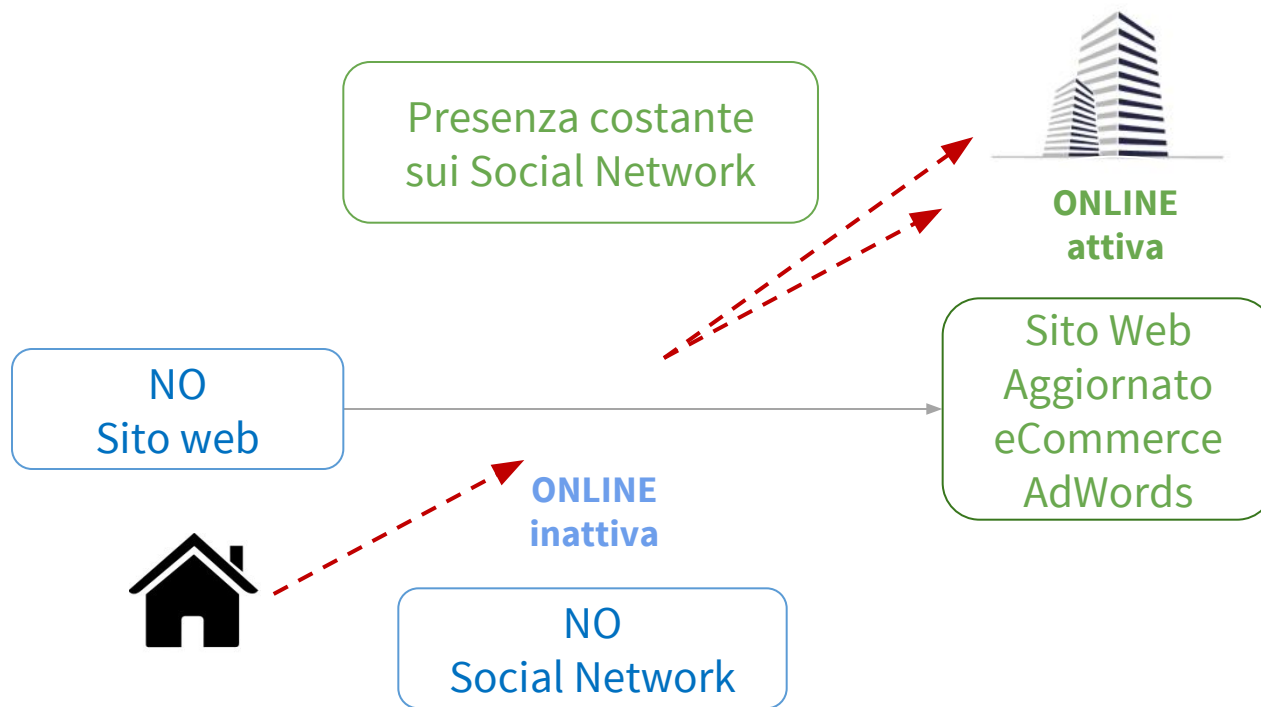 Presenza costante
sui Social Network
ONLINE
attiva
NO
Sito web
Sito Web
Aggiornato
eCommerce
AdWords
ONLINE
inattiva
NO
Social Network